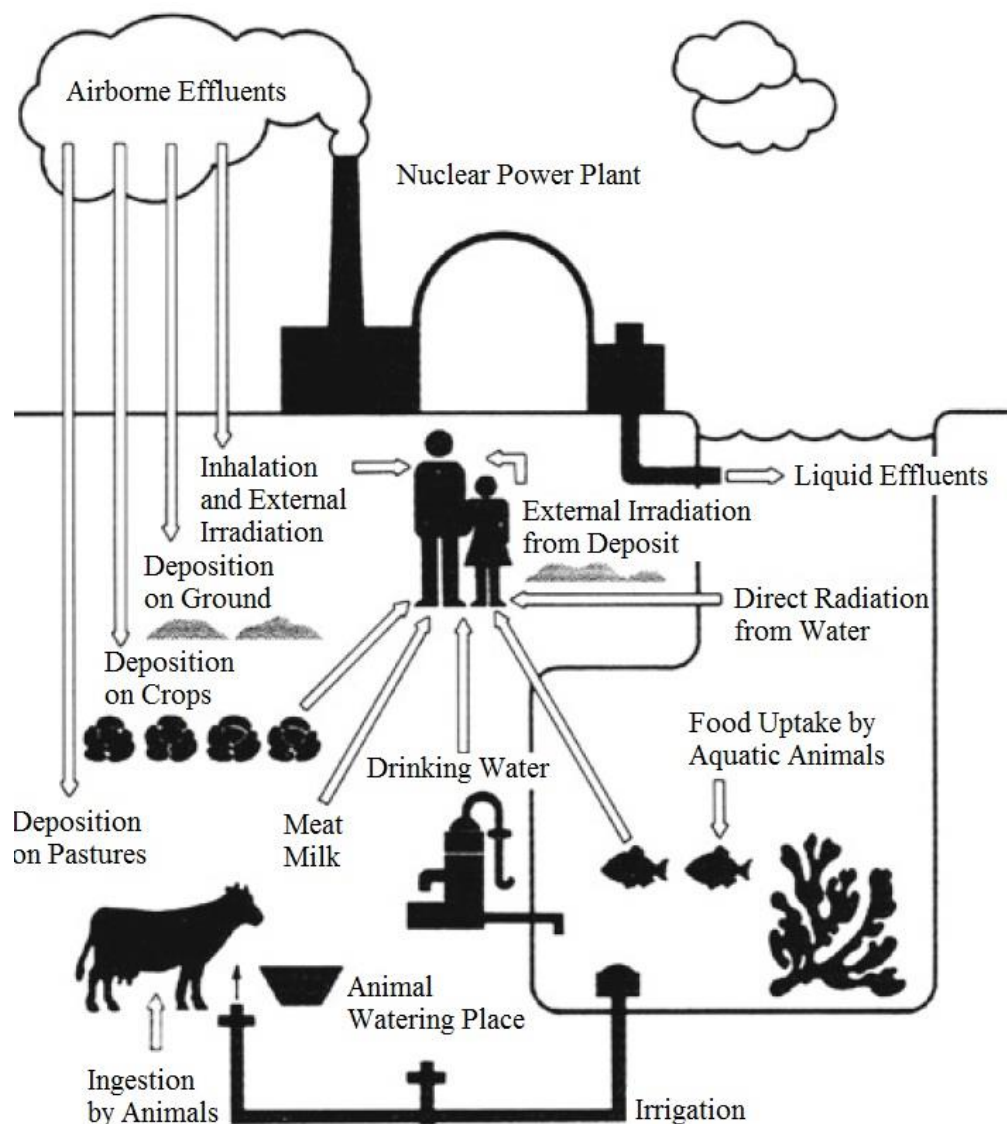 Airborne Effluents
Nuclear Power Plant
Inhalation
and External
Irradiation
External Irradiation
from Deposit
Liquid Effluents
Deposition
on Ground
Direct Radiation
from Water
Deposition
on Crops
Food Uptake by
Aquatic Animals
Drinking Water
Deposition
on Pastures
Meat
Milk
Animal
Watering Place
Ingestion
by Animals
Irrigation